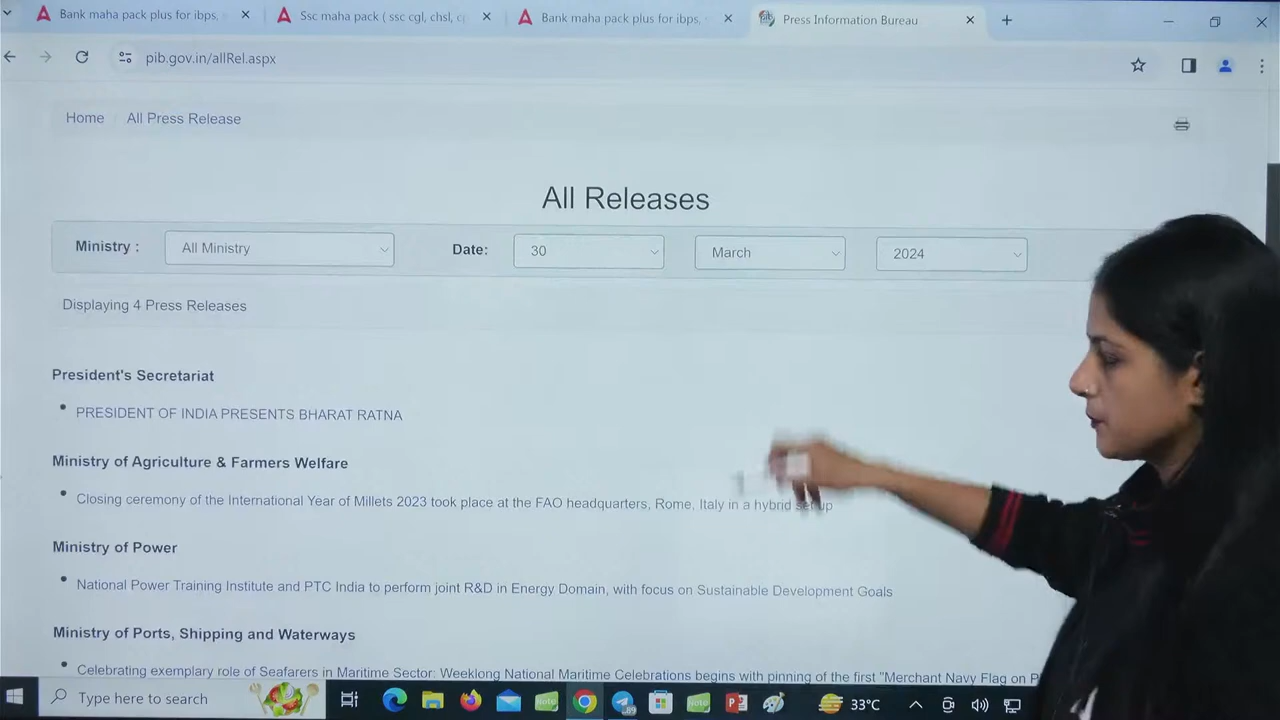 Bank maha pack plus for ibps,
Ssc maha pack ( ssc cgl, chsl, c
Bank maha pack plus for ibps,
Press Information Bureau
pib.gov.in/allRel.aspx
Home All Press Release
All Releases
Ministry : All Ministry Date: 30 March 2024
Displaying 4 Press Releases
President's Secretariat
PRESIDENT OF INDIA PRESENTS BHARAT RATNA
Ministry of Agriculture & Farmers Welfare
Closing ceremony of the International Year of Millets 2023 took place at the FAO headquarters, Rome, Italy in a hybrid set up
Ministry of Power
National Power Training Institute and PTC India to perform joint R&D in Energy Domain, with focus on Sustainable Development Goals
Ministry of Ports, Shipping and Waterways
Celebrating exemplary role of Seafarers in Maritime Sector: Weeklong National Maritime Celebrations begins with pinning of the first "Merchant Navy Flag on P
Type here to search
89
33°C